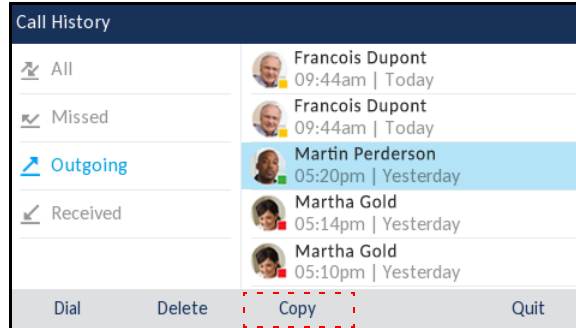 Call History
All
Missed
Outgoing
Received
Francois Dupont
09:44am | Today
Francois Dupont
09:44am | Today
Martin Perderson
05:20pm | Yesterday
Martha Gold
05:14pm | Yesterday
Martha Gold
05:10pm | Yesterday
Dial Delete Copy Quit